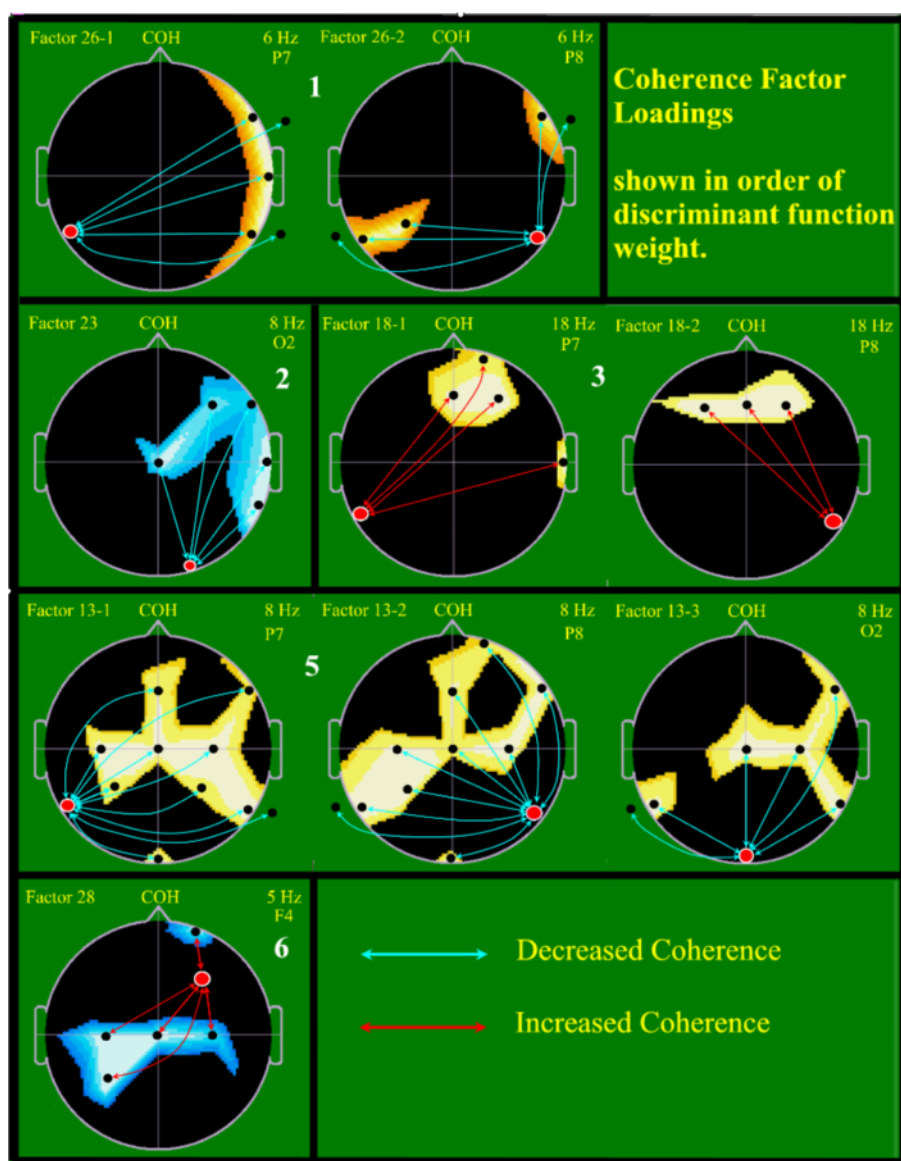 Factor 26-1 COH 6 Hz
P7
1
Factor 26-2 COH 6 Hz
P8
Coherence Factor
Loadings
shown in order of
discriminant function
weight.
Factor 23 COH 8 Hz
O2
2
Factor 18-1 COH 18 Hz
P7
3
Factor 18-2 COH 18 Hz
P8
Factor 13-1 COH 8 Hz
P7
5
Factor 13-2 COH 8 Hz
P8
Factor 13-3 COH 8 Hz
O2
Factor 28 COH 5 Hz
F4
6
Decreased Coherence
Increased Coherence